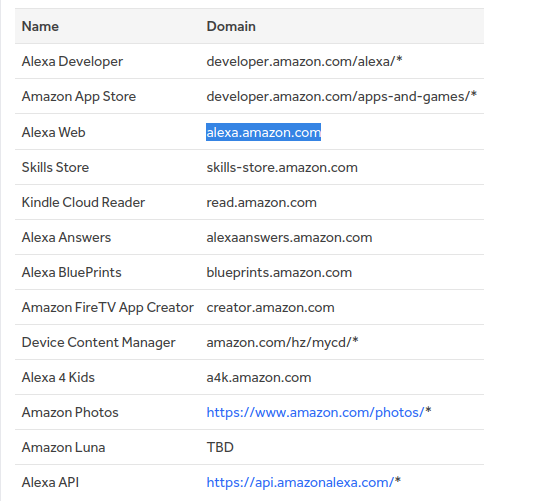 Name Domain
Alexa Developer developer.amazon.com/alexa/*
Amazon App Store developer.amazon.com/apps-and-games/*
Alexa Web alexa.amazon.com
Skills Store skills-store.amazon.com
Kindle Cloud Reader read.amazon.com
Alexa Answers alexaanswers.amazon.com
Alexa BluePrints blueprints.amazon.com
Amazon FireTV App Creator creator.amazon.com
Device Content Manager amazon.com/hz/mycd/*
Alexa 4 Kids a4k.amazon.com
Amazon Photos https://www.amazon.com/photos/*
Amazon Luna TBD
Alexa API https://api.amazonalexa.com/*